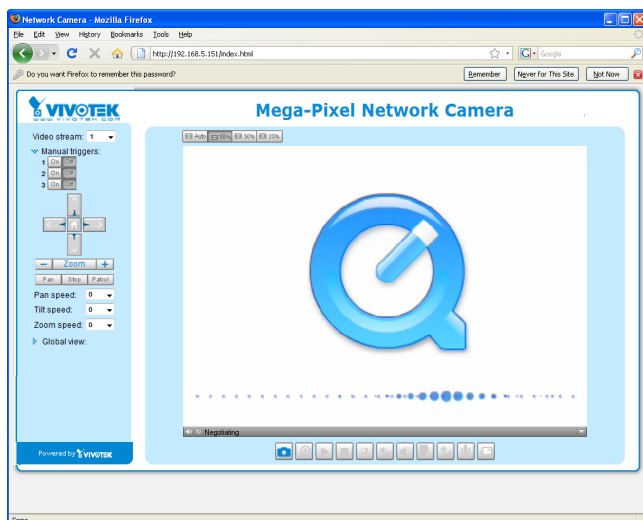 Network Camera - Mozilla Firefox
File Edit View History Bookmarks Tools Help
http://192.168.5.151/index.html
Google
Do you want Firefox to remember this password?
Remember Never for This Site Not Now
VIVOTEK
WWW.VIVOTEK.COM
Mega-Pixel Network Camera
Video stream: 1
Auto 100% 50% 25%
Manual triggers:
1 On Off
2 On Off
3 On Off
Zoom
Pan Stop Patrol
Pan speed: 0
Tilt speed: 0
Zoom speed: 0
Global view:
Negotiating
Powered by VIVOTEK
Done